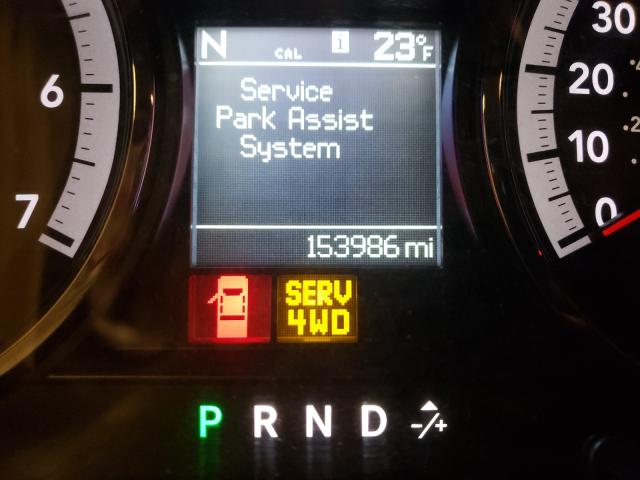 N CAL i 23°F
Service
Park Assist
System
153986 mi
SERV
4WD
P R N D -/+
6
7
30
20
10
0